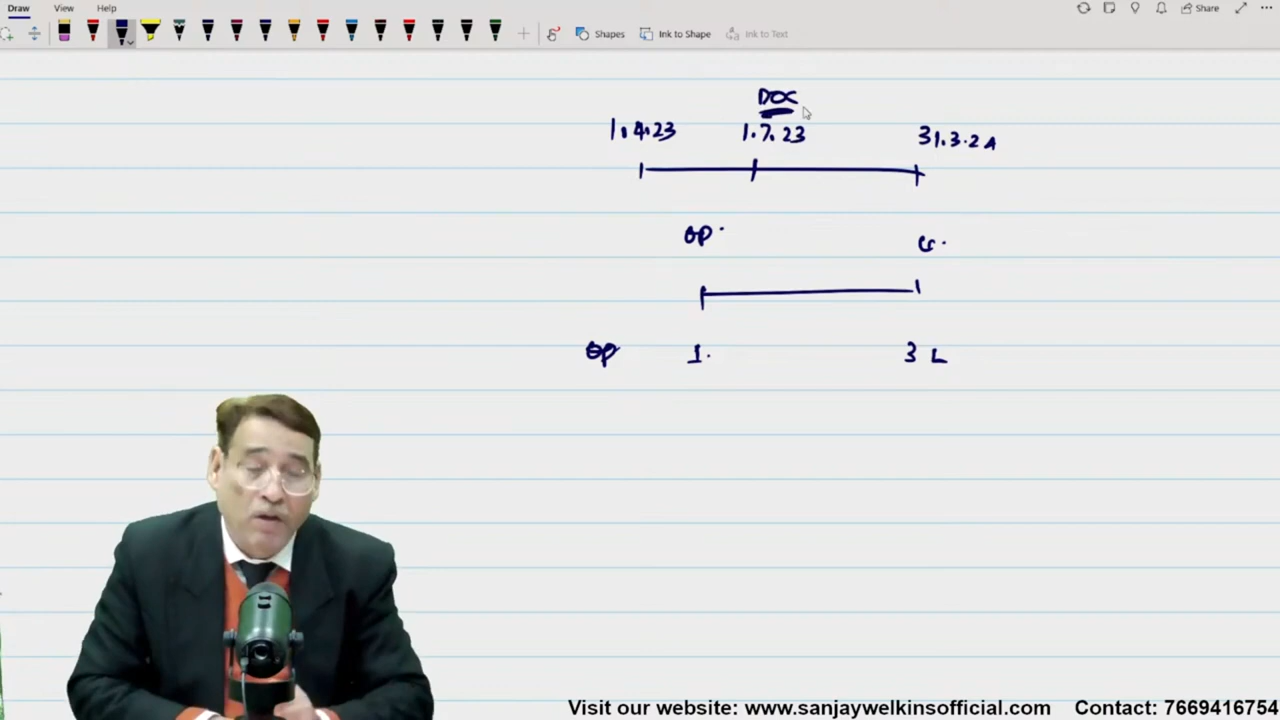 Draw View Help
Share
Shapes Ink to Shape Ink to Text
DOC
1.4.23 1.7.23 31.3.24
op. cr.
op 1. 3 L
Visit our website: www.sanjaywelkinsofficial.com Contact: 7669416754